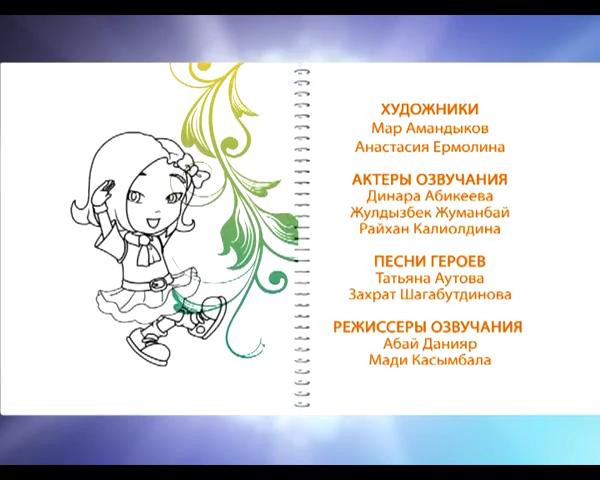 ХУДОЖНИКИ
Мар Амандыков
Анастасия Ермолина
АКТЕРЫ ОЗВУЧАНИЯ
Динара Абикеева
Жулдызбек Жуманбай
Райхан Калиолдина
ПЕСНИ ГЕРОЕВ
Татьяна Аутова
Захрат Шагабутдинова
РЕЖИССЕРЫ ОЗВУЧАНИЯ
Абай Данияр
Мади Касымбала